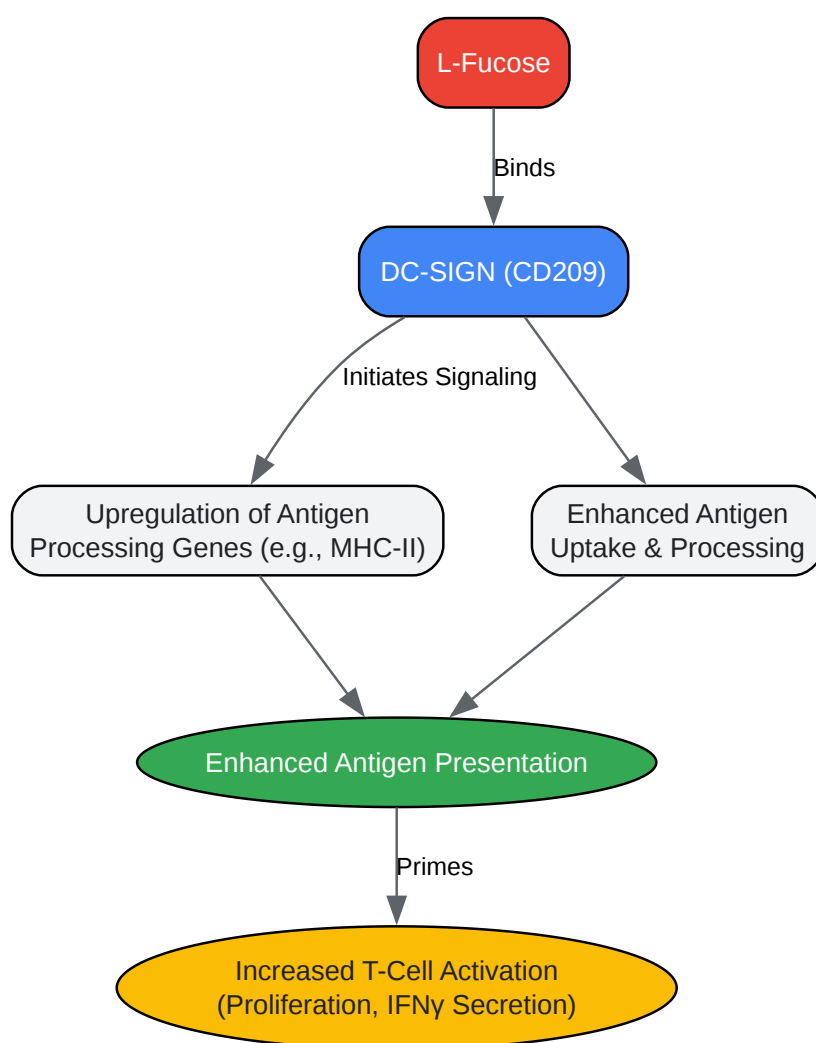 L-Fucose
Binds
DC-SIGN (CD209)
Initiates Signaling
Upregulation of Antigen
Processing Genes (e.g., MHC-II)
Enhanced Antigen
Uptake & Processing
Enhanced Antigen Presentation
Primes
Increased T-Cell Activation
(Proliferation, IFNγ Secretion)